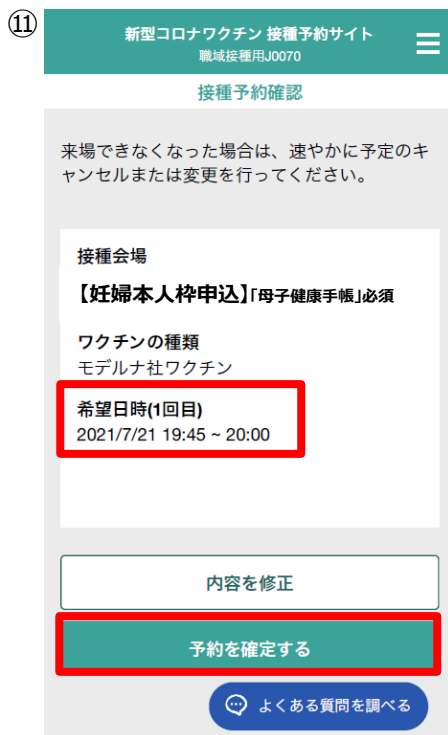 ⑪
新型コロナワクチン 接種予約サイト
職域接種用J0070
接種予約確認
来場できなくなった場合は、速やかに予定のキ
ャンセルまたは変更を行ってください。
接種会場
【妊婦本人枠申込】「母子健康手帳」必須
ワクチンの種類
モデルナ社ワクチン
希望日時(1回目)
2021/7/21 19:45 ~ 20:00
内容を修正
予約を確定する
よくある質問を調べる